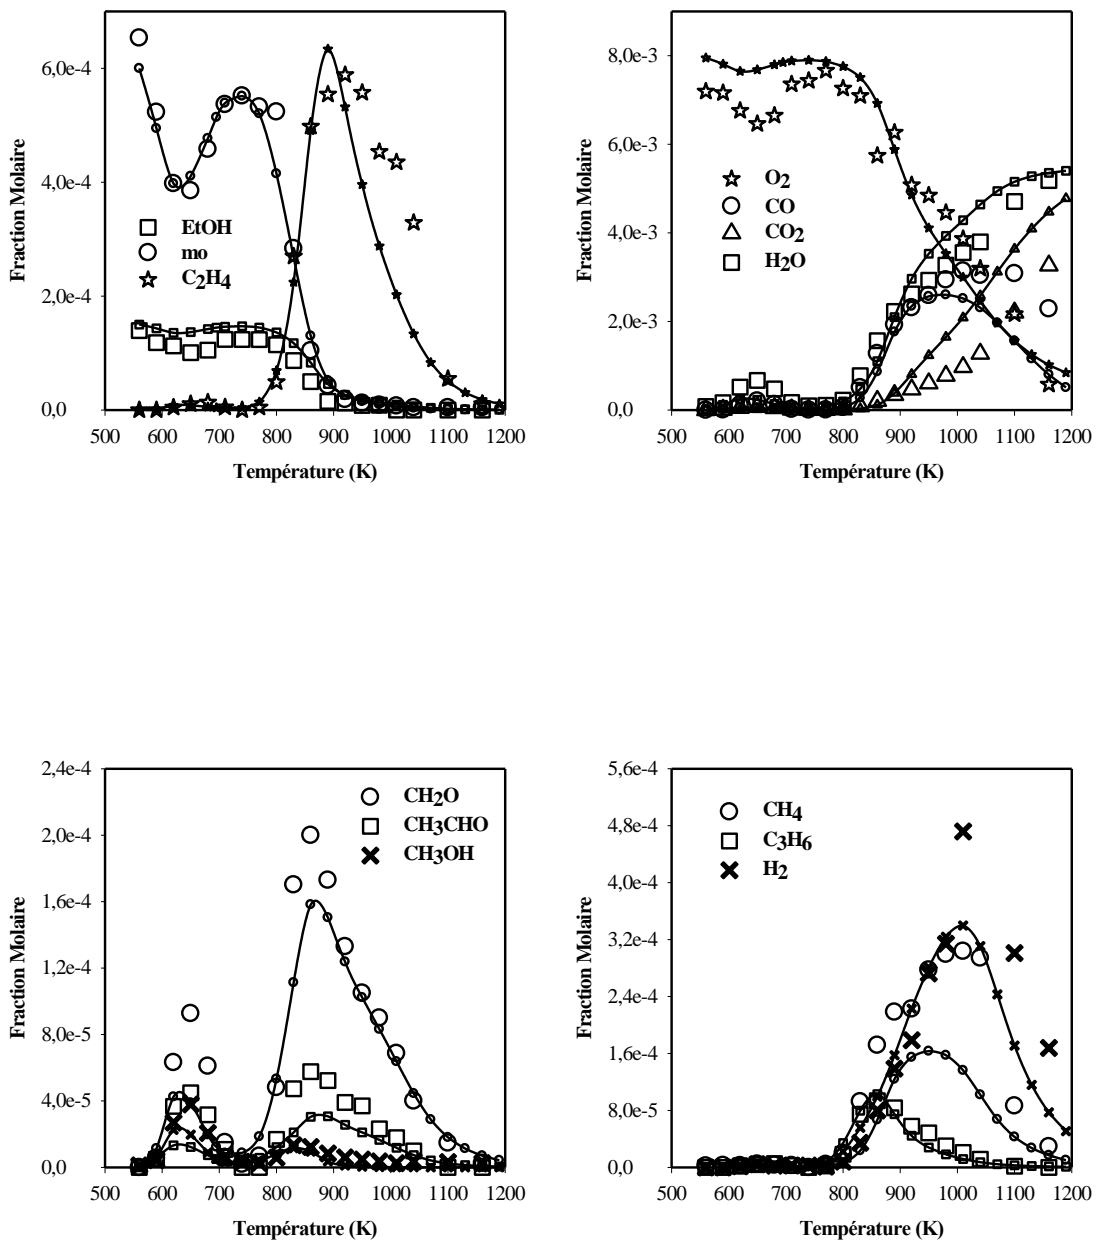 6,0e-4
4,0e-4
2,0e-4
0,0
Fraction Molaire
EtOH
mo
C2H4
500 600 700 800 900 1000 1100 1200
Température (K)
8,0e-3
6,0e-3
4,0e-3
2,0e-3
0,0
Fraction Molaire
O2
CO
CO2
H2O
500 600 700 800 900 1000 1100 1200
Température (K)
2,4e-4
2,0e-4
1,6e-4
1,2e-4
8,0e-5
4,0e-5
0,0
Fraction Molaire
CH2O
CH3CHO
CH3OH
500 600 700 800 900 1000 1100 1200
Température (K)
5,6e-4
4,8e-4
4,0e-4
3,2e-4
2,4e-4
1,6e-4
8,0e-5
0,0
Fraction Molaire
CH4
C3H6
H2
500 600 700 800 900 1000 1100 1200
Température (K)